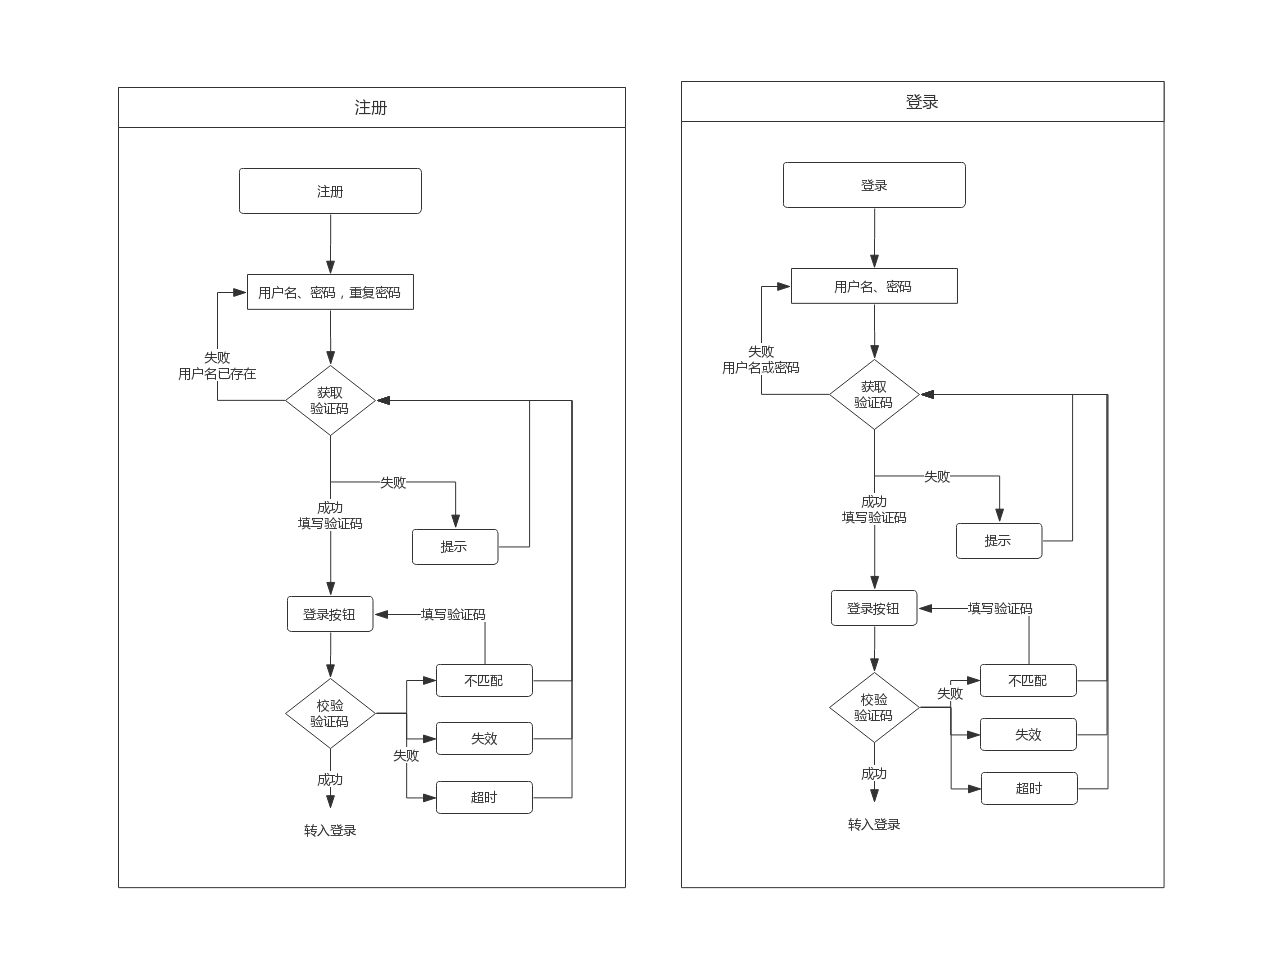 注册
注册
用户名、密码，重复密码
失败
用户名已存在
获取
验证码
失败
成功
填写验证码
提示
登录按钮
填写验证码
不匹配
校验
验证码
失效
失败
成功
超时
转入登录
登录
登录
用户名、密码
失败
用户名或密码
获取
验证码
失败
成功
填写验证码
提示
登录按钮
填写验证码
不匹配
失败
校验
验证码
失效
成功
超时
转入登录